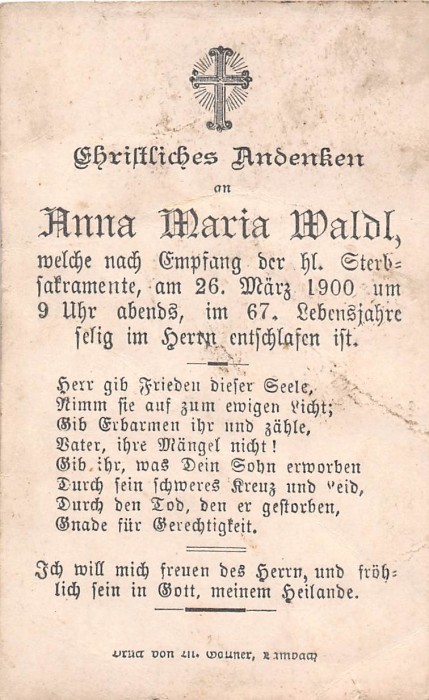 Christliches Andenken
an
Anna Maria Waldl,
welche nach Empfang der hl. Sterb-
sakramente, am 26. März 1900 um
9 Uhr abends, im 67. Lebensjahre
selig im Herrn entschlafen ist.
Herr gib Frieden dieser Seele,
Nimm sie auf zum ewigen Licht;
Gib Erbarmen ihr und zähle,
Vater, ihre Mängel nicht!
Gib ihr, was Dein Sohn erworben
Durch sein schweres Kreuz und Leid,
Durch den Tod, den er gestorben,
Gnade für Gerechtigkeit.
Ich will mich freuen des Herrn, und fröh-
lich sein in Gott, meinem Heilande.
Druck von M.